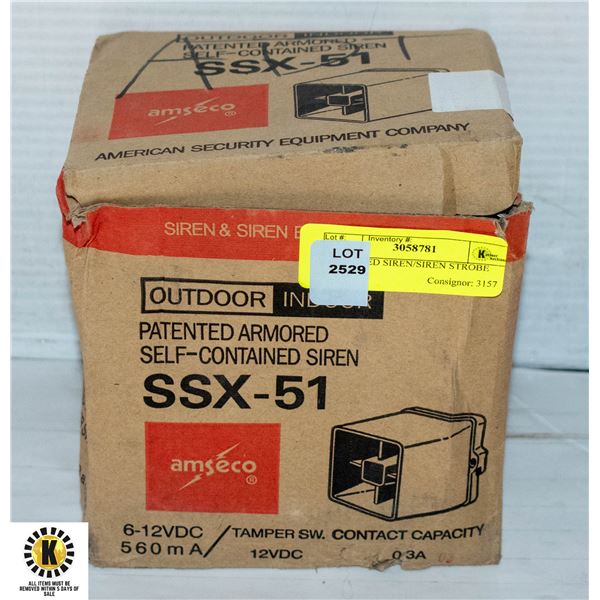 OUTDOOR INDOOR
PATENTED ARMORED
SELF-CONTAINED SIREN
SSX-51
amseco ®
AMERICAN SECURITY EQUIPMENT COMPANY
SIREN & SIREN
Lot #: Inventory #:
3058781
SIREN/SIREN STROBE
Consignor: 3157
LOT
2529
OUTDOOR INDOOR
PATENTED ARMORED
SELF-CONTAINED SIREN
SSX-51
amseco ®
6-12VDC
560mA
TAMPER SW. CONTACT CAPACITY
12VDC 0.3A
K
ALL ITEMS MUST BE
REMOVED WITHIN 5 DAYS OF
SALE